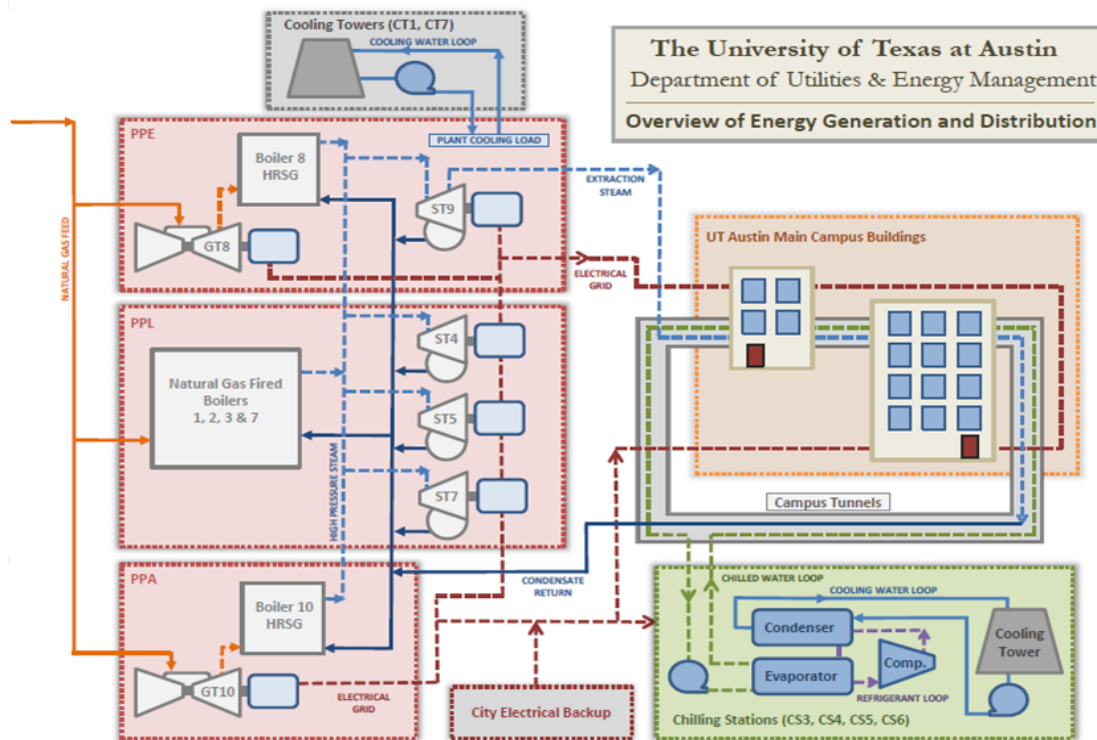 Cooling Towers (CT1, CT7)
COOLING WATER LOOP
PLANT COOLING LOAD
The University of Texas at Austin
Department of Utilities & Energy Management
Overview of Energy Generation and Distribution
PPE
Boiler 8
HRSG
GT8
ST9
EXTRACTION
STEAM
ELECTRICAL
GRID
NATURAL GAS FEED
UT Austin Main Campus Buildings
PPL
Natural Gas Fired
Boilers
1, 2, 3 & 7
HIGH PRESSURE STEAM
ST4
ST5
ST7
Campus Tunnels
PPA
Boiler 10
HRSG
GT10
ELECTRICAL
GRID
CONDENSATE
RETURN
City Electrical Backup
CHILLED WATER LOOP
COOLING WATER LOOP
Condenser
Evaporator
Comp.
Cooling
Tower
REFRIGERANT LOOP
Chilling Stations (CS3, CS4, CS5, CS6)